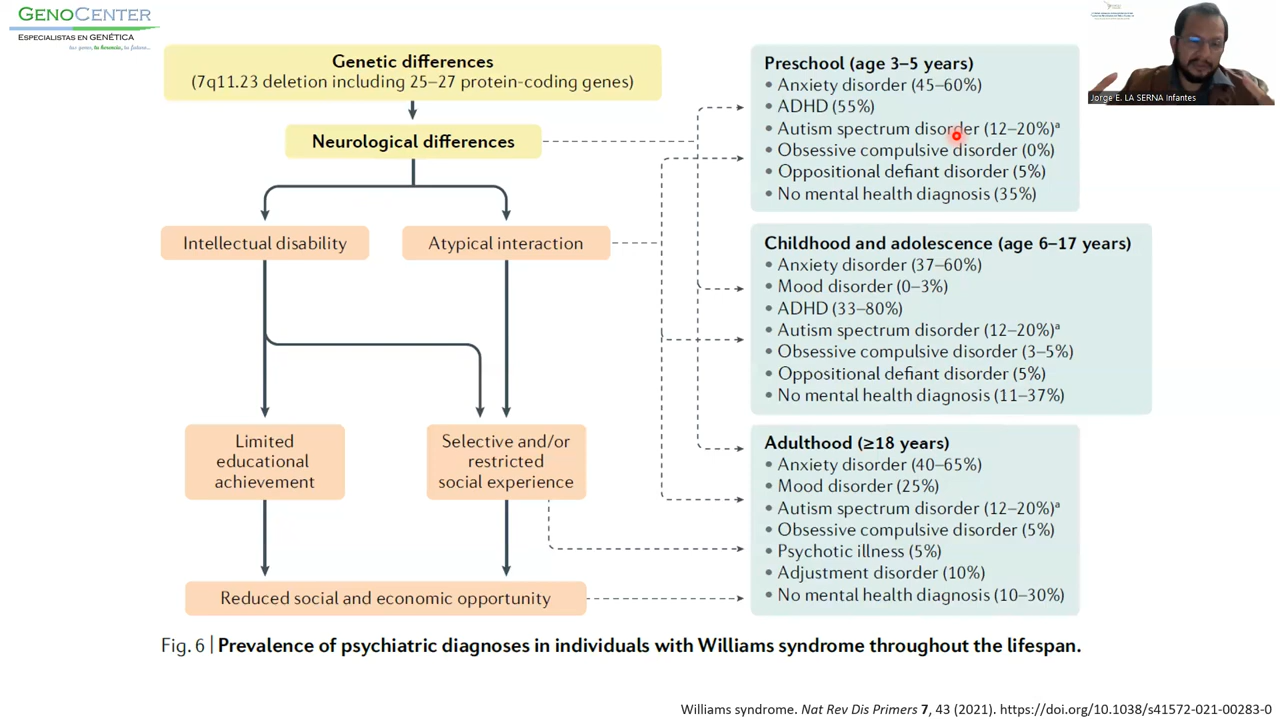 GENOCENTER
ESPECIALISTAS EN GENÉTICA
tus genes, tu herencia, tu futuro...
Jorge E. LA SERNA Infantes
Genetic differences
(7q11.23 deletion including 25–27 protein-coding genes)
Neurological differences
Intellectual disability
Atypical interaction
Limited
educational
achievement
Selective and/or
restricted
social experience
Reduced social and economic opportunity
Preschool (age 3–5 years)
• Anxiety disorder (45–60%)
• ADHD (55%)
• Autism spectrum disorder (12–20%)ᵃ
• Obsessive compulsive disorder (0%)
• Oppositional defiant disorder (5%)
• No mental health diagnosis (35%)
Childhood and adolescence (age 6–17 years)
• Anxiety disorder (37–60%)
• Mood disorder (0–3%)
• ADHD (33–80%)
• Autism spectrum disorder (12–20%)ᵃ
• Obsessive compulsive disorder (3–5%)
• Oppositional defiant disorder (5%)
• No mental health diagnosis (11–37%)
Adulthood (≥18 years)
• Anxiety disorder (40–65%)
• Mood disorder (25%)
• Autism spectrum disorder (12–20%)ᵃ
• Obsessive compulsive disorder (5%)
• Psychotic illness (5%)
• Adjustment disorder (10%)
• No mental health diagnosis (10–30%)
Fig. 6 | Prevalence of psychiatric diagnoses in individuals with Williams syndrome throughout the lifespan.
Williams syndrome. Nat Rev Dis Primers 7, 43 (2021). https://doi.org/10.1038/s41572-021-00283-0